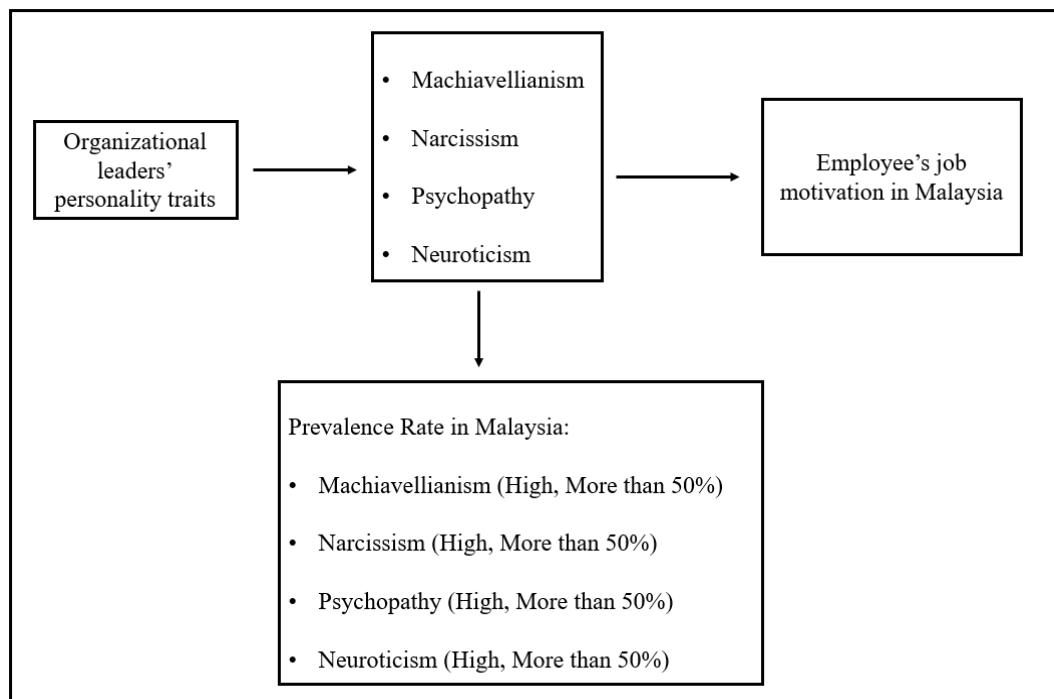 Organizational
leaders’
personality traits
• Machiavellianism
• Narcissism
• Psychopathy
• Neuroticism
Employee’s job
motivation in Malaysia
Prevalence Rate in Malaysia:
• Machiavellianism (High, More than 50%)
• Narcissism (High, More than 50%)
• Psychopathy (High, More than 50%)
• Neuroticism (High, More than 50%)